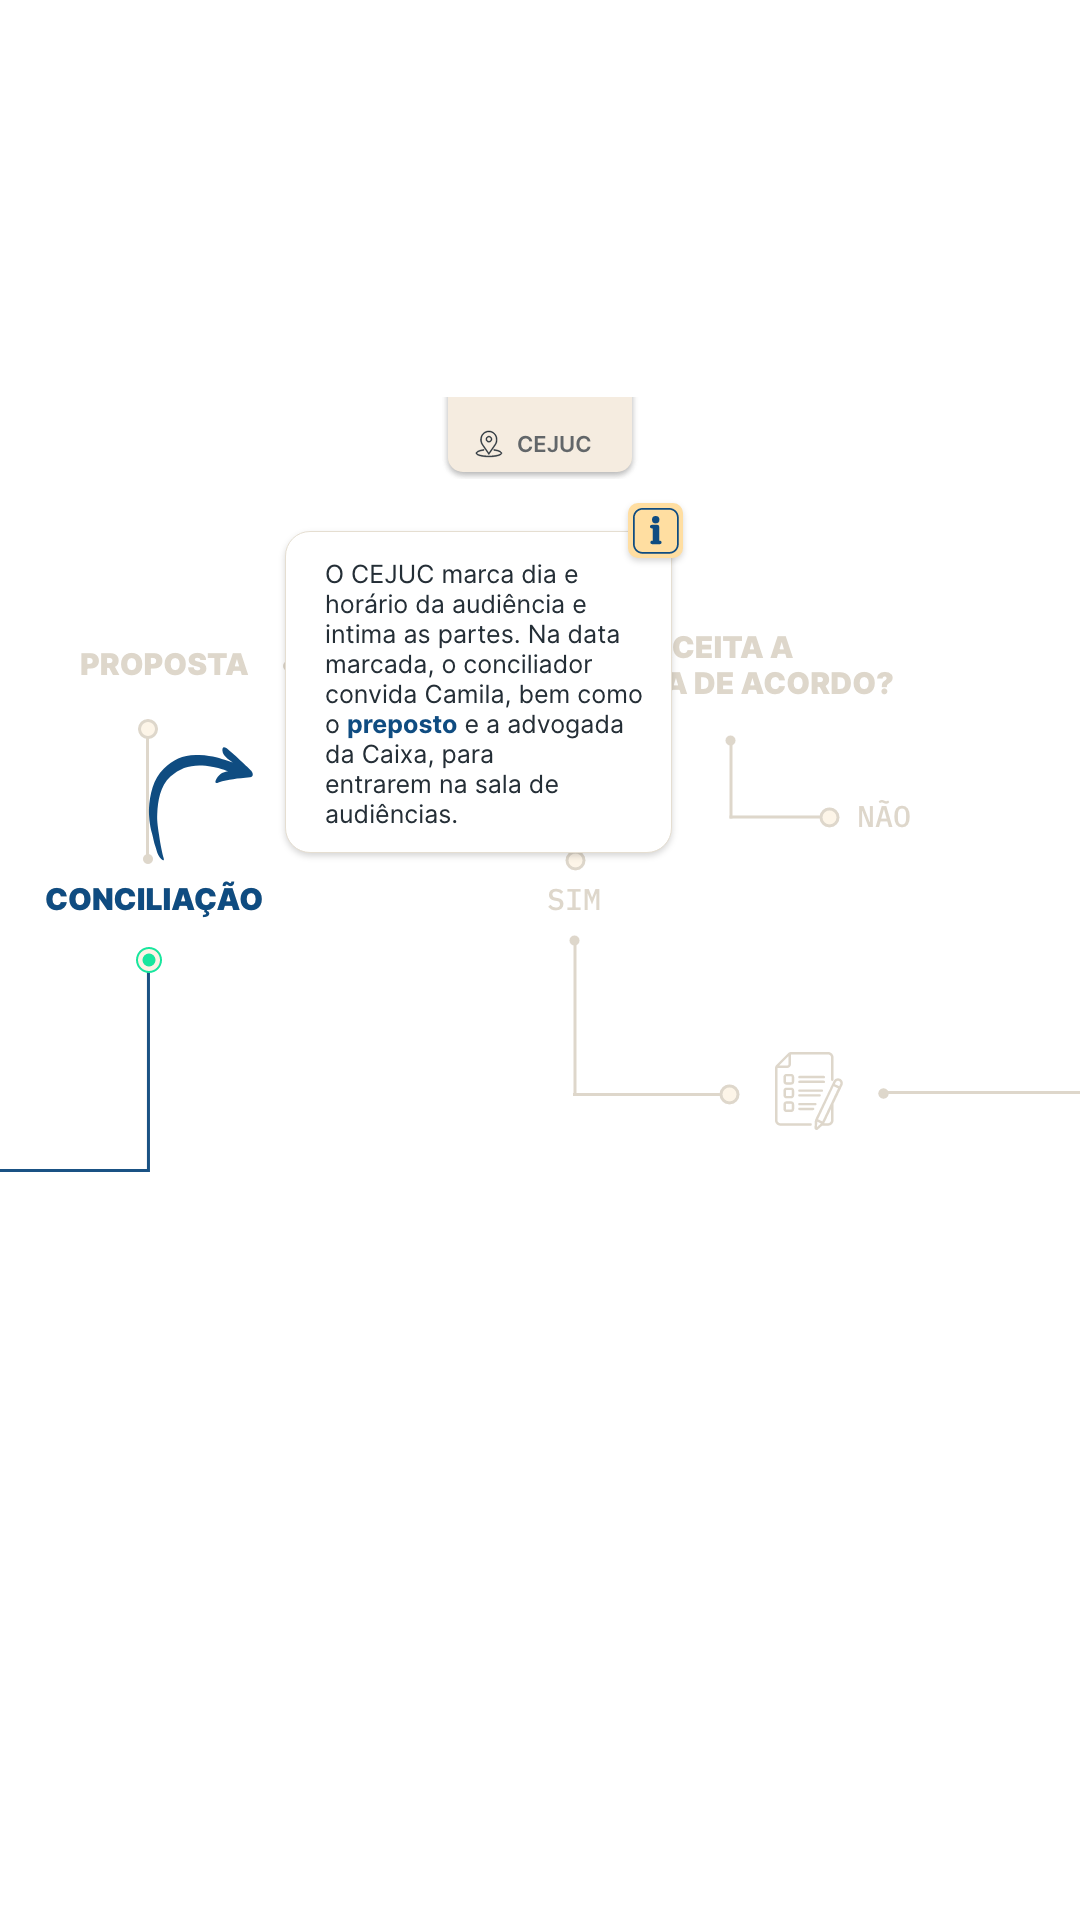 CEJUC
O CEJUC marca dia e
horário da audiência e
intima as partes. Na data
marcada, o conciliador
convida Camila, bem como
o preposto e a advogada
da Caixa, para
entrarem na sala de
audiências.
PROPOSTA
CEITA A
A DE ACORDO?
NÃO
CONCILIAÇÃO
SIM